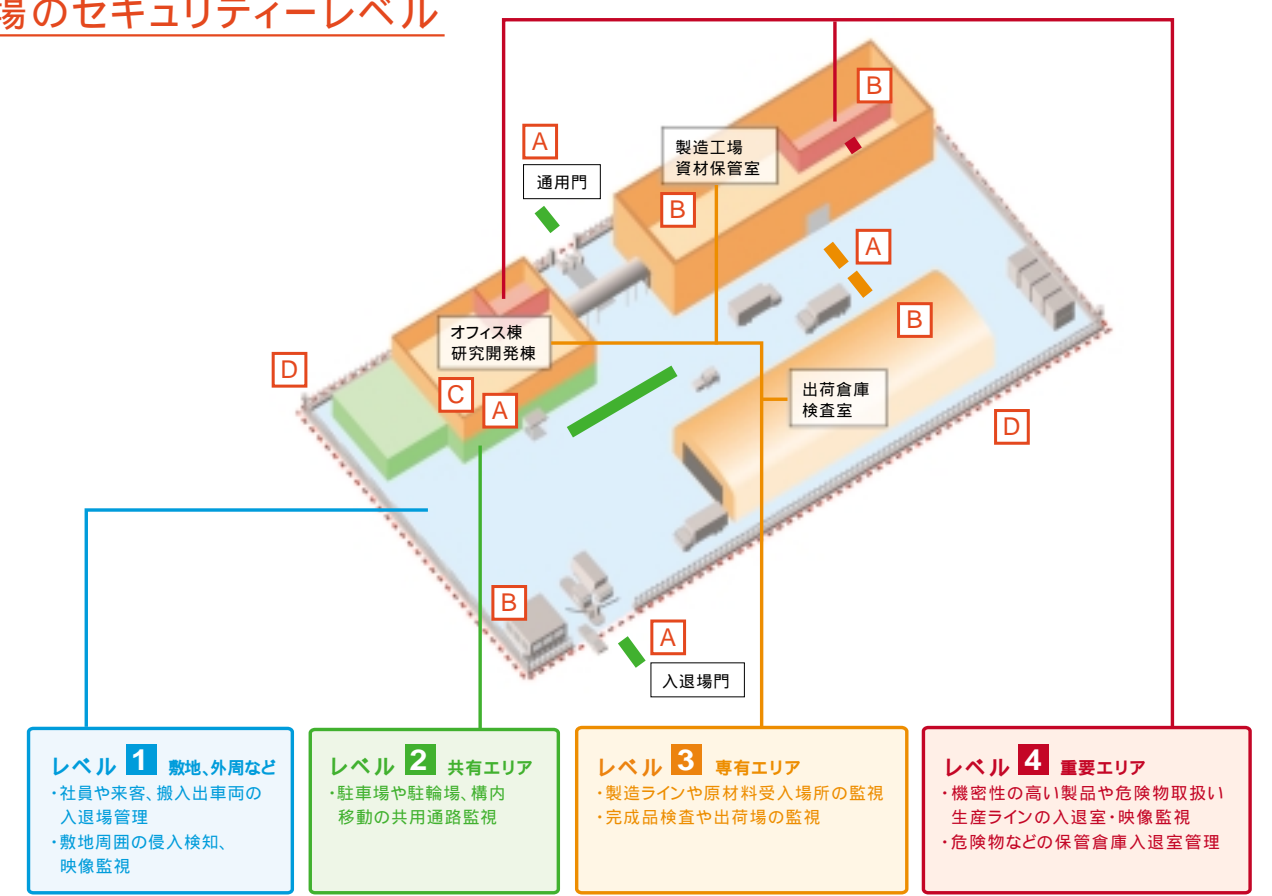 場のセキュリティーレベル
B
A
製造工場
資材保管室
通用門
B
A
B
オフィス棟
研究開発棟
D
出荷倉庫
検査室
C
A
D
B
A
入退場門
レベル 1 敷地、外周など
・社員や来客、搬入出車両の
入退場管理
・敷地周囲の侵入検知、
映像監視
レベル 2 共有エリア
・駐車場や駐輪場、構内
移動の共用通路監視
レベル 3 専有エリア
・製造ラインや原材料受入場所の監視
・完成品検査や出荷場の監視
レベル 4 重要エリア
・機密性の高い製品や危険物取扱い
生産ラインの入退室・映像監視
・危険物などの保管倉庫入退室管理